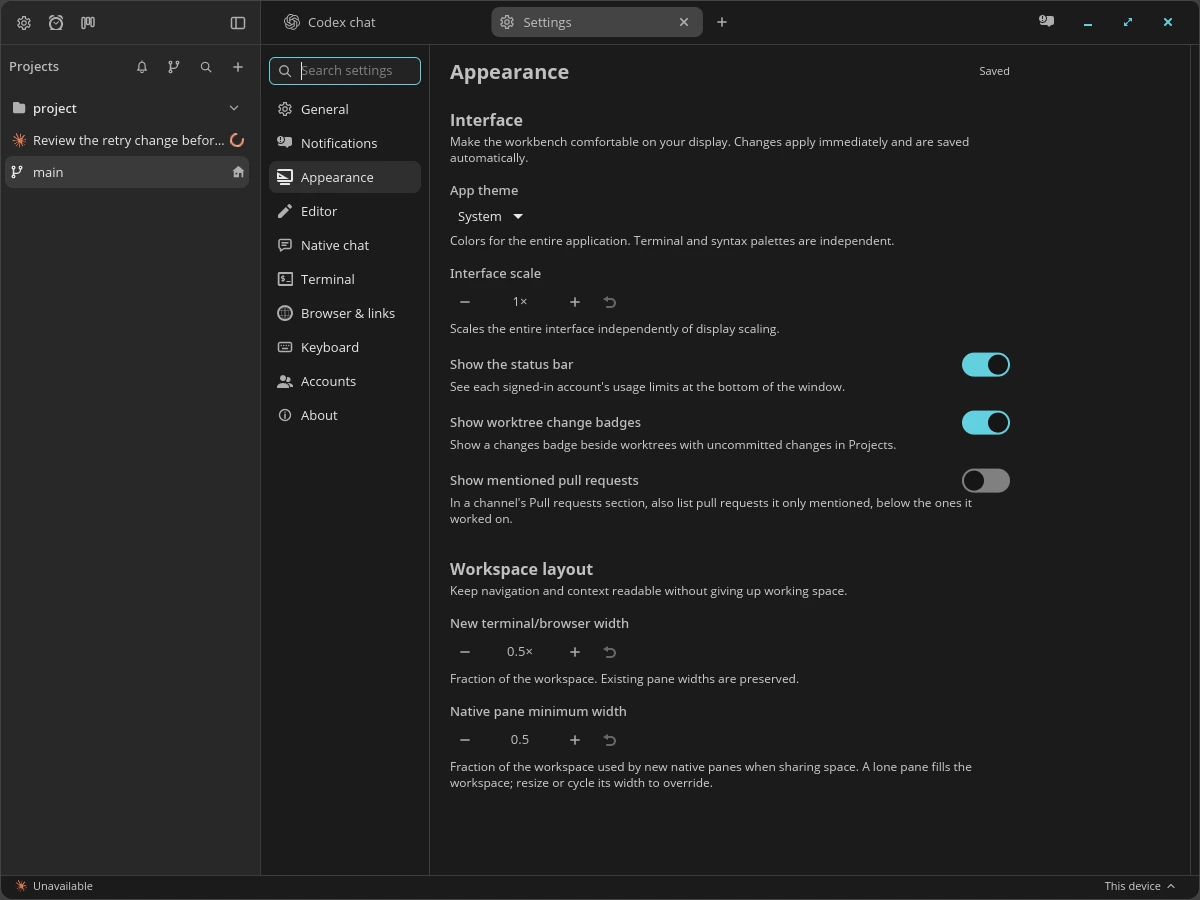 Codex chat
Settings
Projects
project
Review the retry change befor...
main
Search settings
General
Notifications
Appearance
Editor
Native chat
Terminal
Browser & links
Keyboard
Accounts
About
Appearance
Saved
Interface
Make the workbench comfortable on your display. Changes apply immediately and are saved
automatically.
App theme
System
Colors for the entire application. Terminal and syntax palettes are independent.
Interface scale
1×
Scales the entire interface independently of display scaling.
Show the status bar
See each signed-in account's usage limits at the bottom of the window.
Show worktree change badges
Show a changes badge beside worktrees with uncommitted changes in Projects.
Show mentioned pull requests
In a channel's Pull requests section, also list pull requests it only mentioned, below the ones it
worked on.
Workspace layout
Keep navigation and context readable without giving up working space.
New terminal/browser width
0.5×
Fraction of the workspace. Existing pane widths are preserved.
Native pane minimum width
0.5
Fraction of the workspace used by new native panes when sharing space. A lone pane fills the
workspace; resize or cycle its width to override.
Unavailable
This device